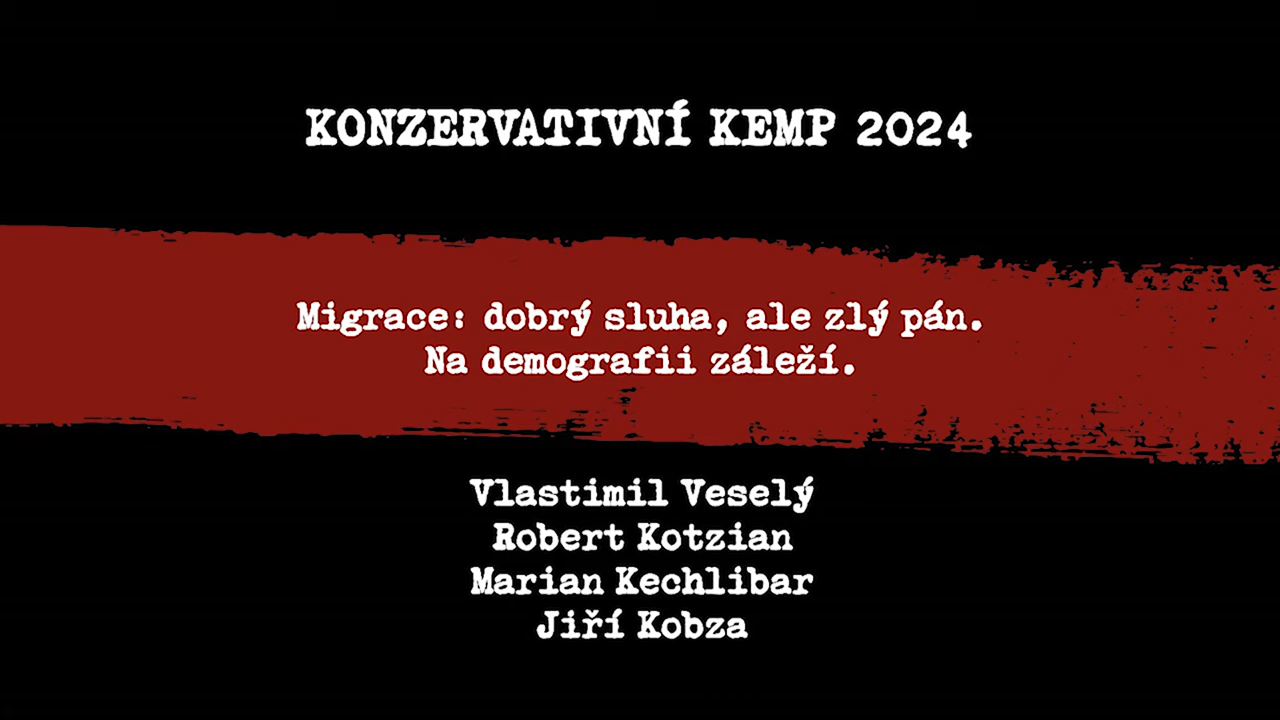 KONZERVATIVNÍ KEMP 2024
Migrace: dobrý sluha, ale zlý pán.
Na demografii záleží.
Vlastimil Veselý
Robert Kotzian
Marian Kechlibar
Jiří Kobza